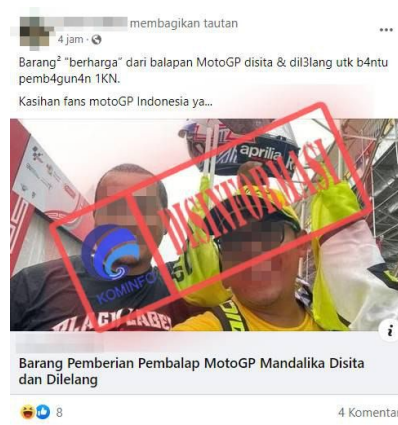 membagikan tautan
4 jam ·
Barang² "berharga" dari balapan MotoGP disita & dil3lang utk b4ntu
pemb4gun4n 1KN.
Kasihan fans motoGP Indonesia ya...
aprilia
DISINFORMASI
KOMINFO
BLACK LABEL
Barang Pemberian Pembalap MotoGP Mandalika Disita
dan Dilelang
8
4 Komentar